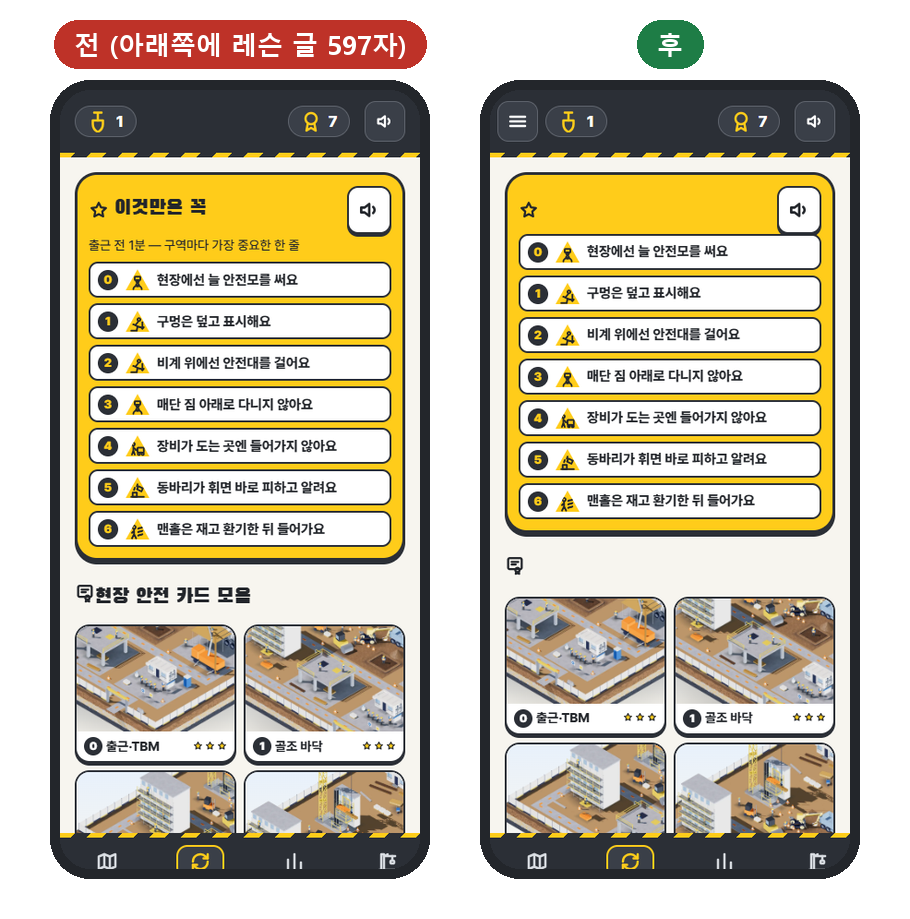 전 (아래쪽에 레슨 글 597자)
1
7
이것만은 꼭
출근 전 1분 — 구역마다 가장 중요한 한 줄
0 현장에선 늘 안전모를 써요
1 구멍은 덮고 표시해요
2 비계 위에선 안전대를 걸어요
3 매단 짐 아래로 다니지 않아요
4 장비가 도는 곳엔 들어가지 않아요
5 동바리가 휘면 바로 피하고 알려요
6 맨홀은 재고 환기한 뒤 들어가요
현장 안전 카드 모음
0 출근·TBM
1 골조 바닥
후
1
7
0 현장에선 늘 안전모를 써요
1 구멍은 덮고 표시해요
2 비계 위에선 안전대를 걸어요
3 매단 짐 아래로 다니지 않아요
4 장비가 도는 곳엔 들어가지 않아요
5 동바리가 휘면 바로 피하고 알려요
6 맨홀은 재고 환기한 뒤 들어가요
0 출근·TBM
1 골조 바닥